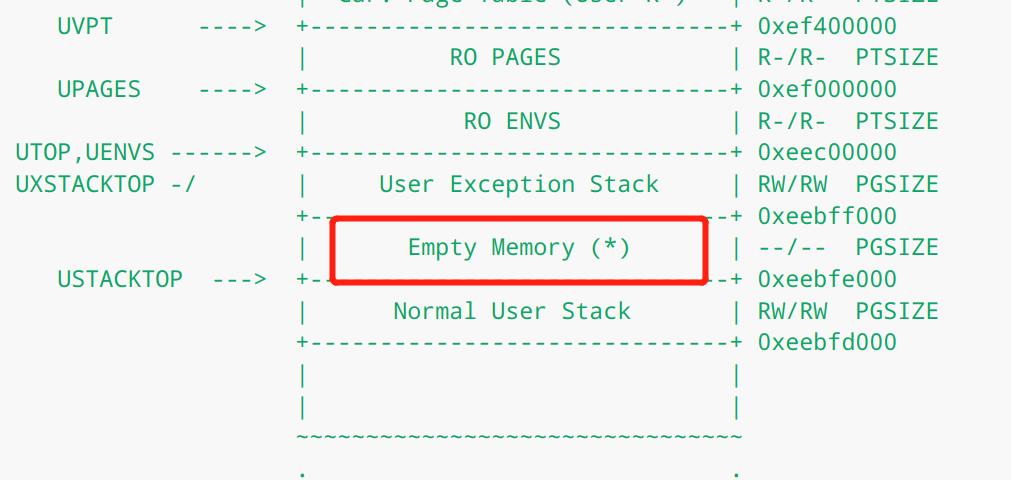 | Cur. Page Table (User R-) | R-/R- PTSIZE
UVPT ----> +------------------------------+ 0xef400000
| RO PAGES | R-/R- PTSIZE
UPAGES ----> +------------------------------+ 0xef000000
| RO ENVS | R-/R- PTSIZE
UTOP,UENVS ------> +------------------------------+ 0xeec00000
UXSTACKTOP -/ | User Exception Stack | RW/RW PGSIZE
+------------------------------+ 0xeebff000
| Empty Memory (*) | --/-- PGSIZE
USTACKTOP ---> +------------------------------+ 0xeebfe000
| Normal User Stack | RW/RW PGSIZE
+------------------------------+ 0xeebfd000
| |
| |
~~~~~~~~~~~~~~~~~~~~~~~~~~~~~~~~
. .